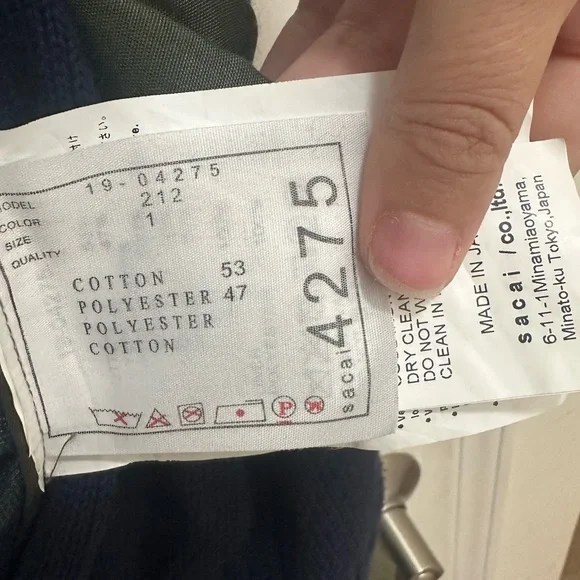 MODEL 19-04275
COLOR 212
SIZE 1
QUALITY
COTTON 53
POLYESTER 47
POLYESTER
COTTON
sacai 4275
DRY CLEAN
DO NOT W
CLEAN IN
MADE IN JA
sacai /co.,ltd.
6-11-1Minamiaoyama,
Minato-ku Tokyo,Japan